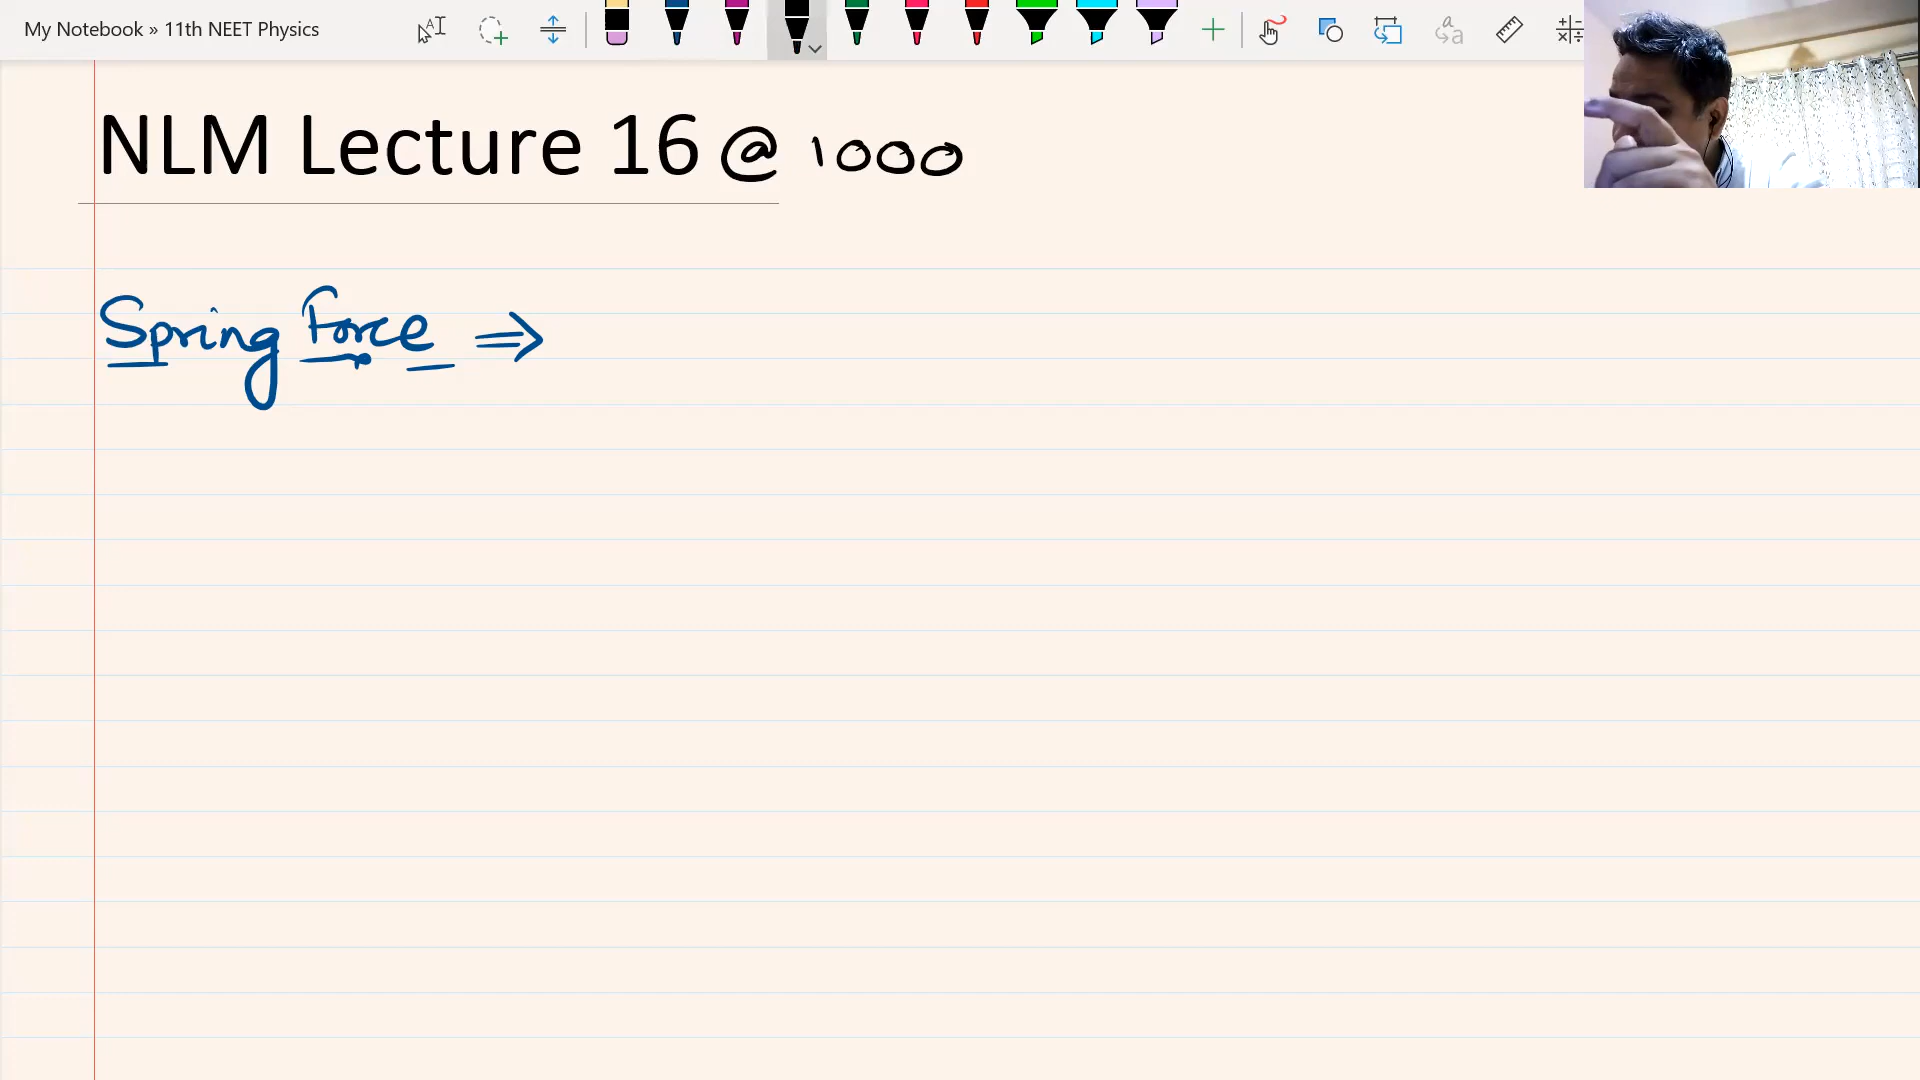 My Notebook » 11th NEET Physics
NLM Lecture 16 @ 1000
Spring Force ⇒